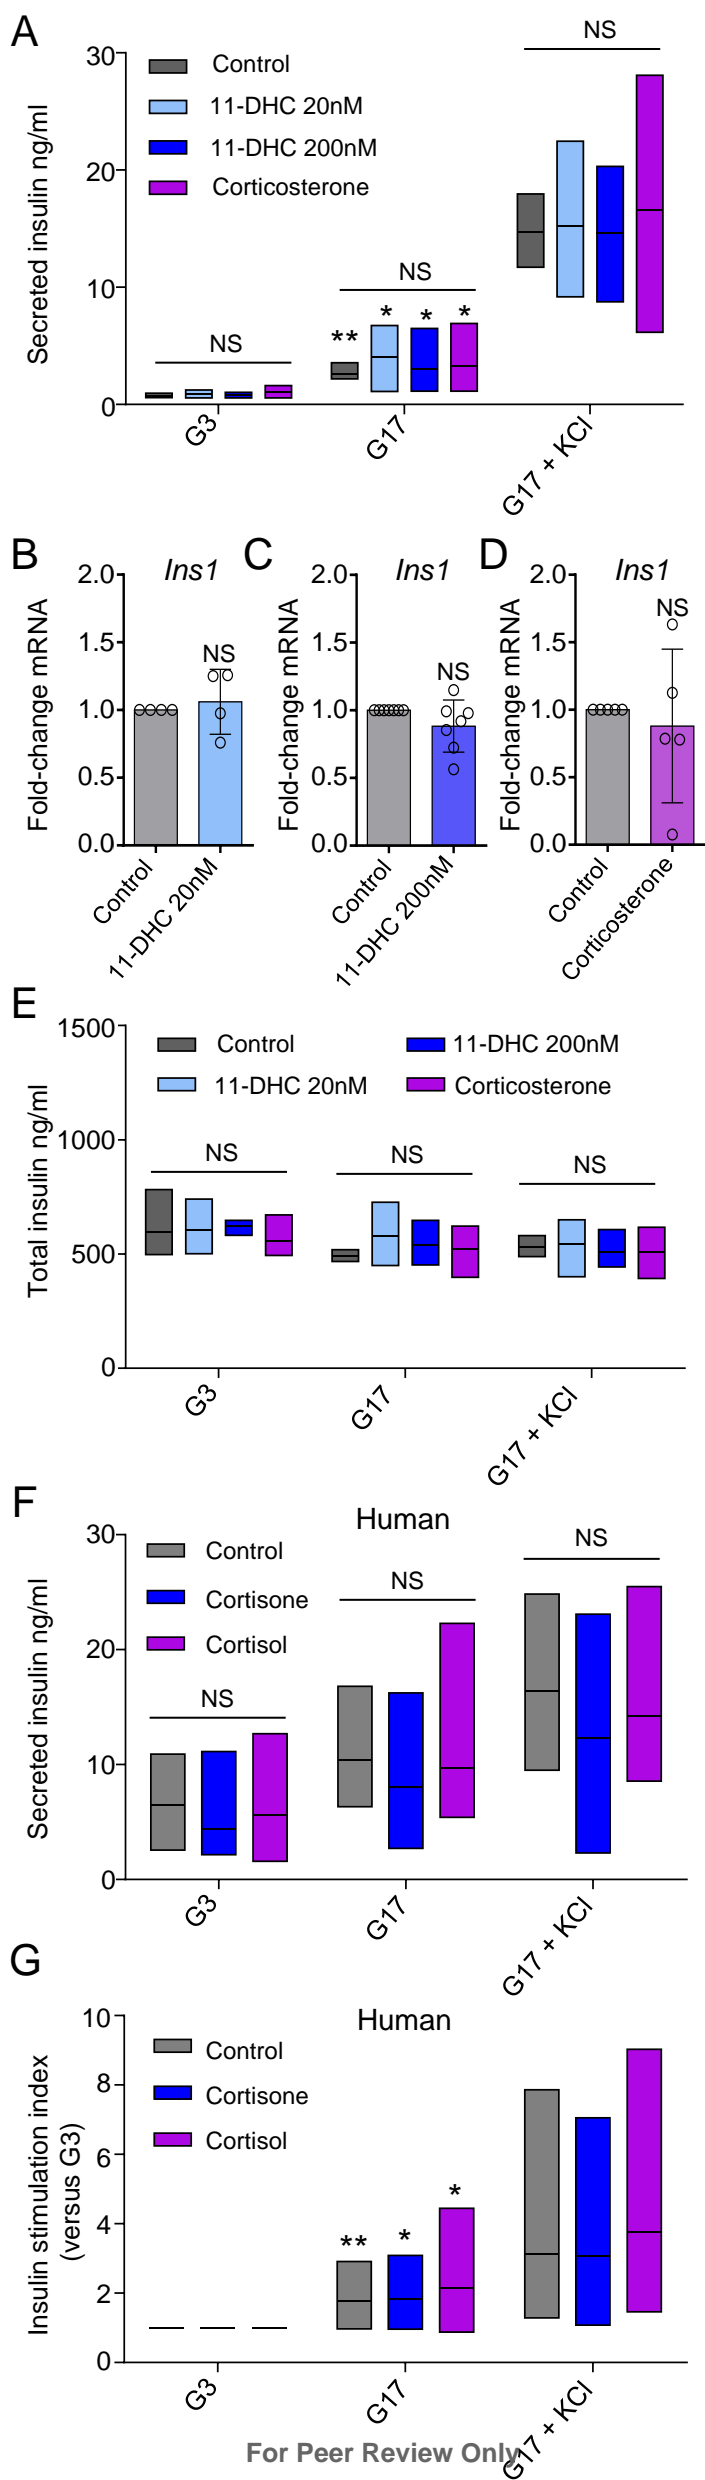 A
NS
30
Control
11-DHC 20nM
11-DHC 200nM
Corticosterone
20
Secreted insulin ng/ml
NS
10
** * * *
NS
0
G3
G17
G17 + KCl
B
C
D
Ins1
Ins1
Ins1
2.0
2.0
2.0
NS
1.5
1.5
1.5
NS
NS
1.0
1.0
1.0
Fold-change mRNA
Fold-change mRNA
Fold-change mRNA
0.5
0.5
0.5
0.0
0.0
0.0
Control
11-DHC 20nM
Control
11-DHC 200nM
Control
Corticosterone
E
1500
Control
11-DHC 200nM
11-DHC 20nM
Corticosterone
1000
NS
NS
NS
Total insulin ng/ml
500
0
G3
G17
G17 + KCl
F
Human
30
NS
Control
Cortisone
Cortisol
NS
20
Secreted insulin ng/ml
NS
10
0
G3
G17
G17 + KCl
G
Human
10
Control
Cortisone
Cortisol
8
6
Insulin stimulation index
(versus G3)
4
** * *
2
0
G3
G17
G17 + KCl
For Peer Review Only